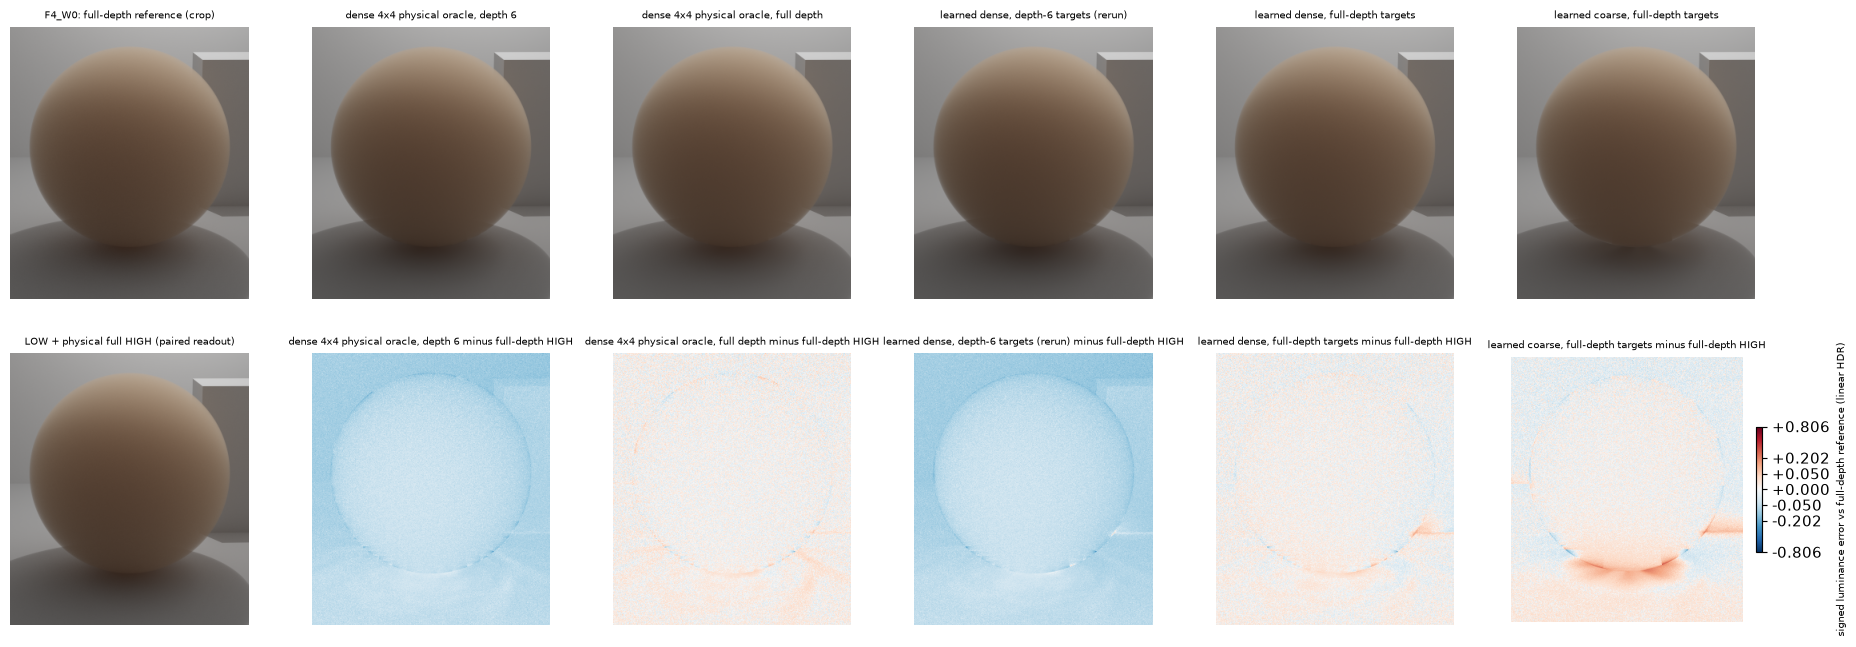 F4_W0: full-depth reference (crop)
dense 4x4 physical oracle, depth 6
dense 4x4 physical oracle, full depth
learned dense, depth-6 targets (rerun)
learned dense, full-depth targets
learned coarse, full-depth targets
LOW + physical full HIGH (paired readout)
dense 4x4 physical oracle, depth 6 minus full-depth HIGH
dense 4x4 physical oracle, full depth minus full-depth HIGH
learned dense, depth-6 targets (rerun) minus full-depth HIGH
learned dense, full-depth targets minus full-depth HIGH
learned coarse, full-depth targets minus full-depth HIGH
+0.806
+0.202
+0.050
+0.000
-0.050
-0.202
-0.806
signed luminance error vs full-depth reference (linear HDR)